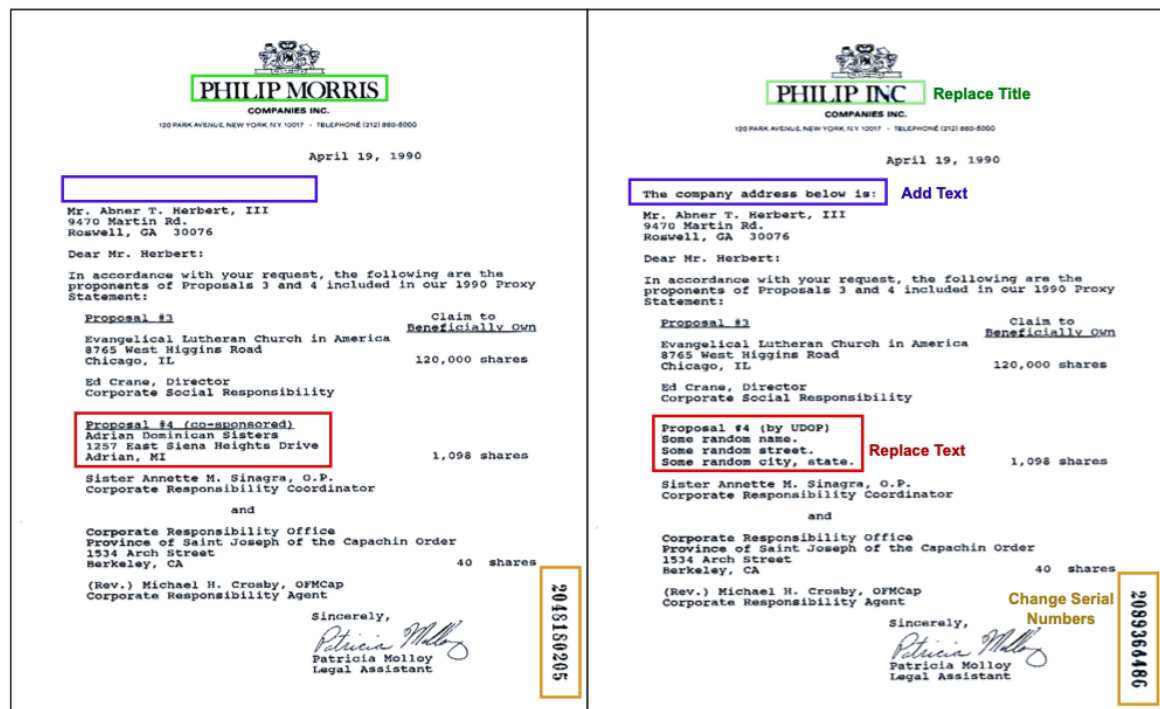 PHILIP MORRIS
COMPANIES INC.
120 PARK AVENUE, NEW YORK, N.Y. 10017 - TELEPHONE (212) 880-5000
April 19, 1990
Mr. Abner T. Herbert, III
9470 Martin Rd.
Roswell, GA 30076
Dear Mr. Herbert:
In accordance with your request, the following are the
proponents of Proposals 3 and 4 included in our 1990 Proxy
Statement:
Proposal #3 Claim to
Beneficially Own
Evangelical Lutheran Church in America
8765 West Higgins Road
Chicago, IL 120,000 shares
Ed Crane, Director
Corporate Social Responsibility
Proposal #4 (co-sponsored)
Adrian Dominican Sisters
1257 East Siena Heights Drive
Adrian, MI 1,098 shares
Sister Annette M. Sinagra, O.P.
Corporate Responsibility Coordinator
and
Corporate Responsibility Office
Province of Saint Joseph of the Capachin Order
1534 Arch Street
Berkeley, CA 40 shares
(Rev.) Michael H. Crosby, OFMCap
Corporate Responsibility Agent
Sincerely,
Patricia Molloy
Patricia Molloy
Legal Assistant
2048180205
PHILIP INC Replace Title
COMPANIES INC.
120 PARK AVENUE, NEW YORK, N.Y. 10017 - TELEPHONE (212) 880-5000
April 19, 1990
The company address below is: Add Text
Mr. Abner T. Herbert, III
9470 Martin Rd.
Roswell, GA 30076
Dear Mr. Herbert:
In accordance with your request, the following are the
proponents of Proposals 3 and 4 included in our 1990 Proxy
Statement:
Proposal #3 Claim to
Beneficially Own
Evangelical Lutheran Church in America
8765 West Higgins Road
Chicago, IL 120,000 shares
Ed Crane, Director
Corporate Social Responsibility
Proposal #4 (by UDOP)
Some random name.
Some random street. Replace Text
Some random city, state. 1,098 shares
Sister Annette M. Sinagra, O.P.
Corporate Responsibility Coordinator
and
Corporate Responsibility Office
Province of Saint Joseph of the Capachin Order
1534 Arch Street
Berkeley, CA 40 shares
(Rev.) Michael H. Crosby, OFMCap
Corporate Responsibility Agent
Change Serial
Numbers
Sincerely,
Patricia Molloy
Patricia Molloy
Legal Assistant
2089366486